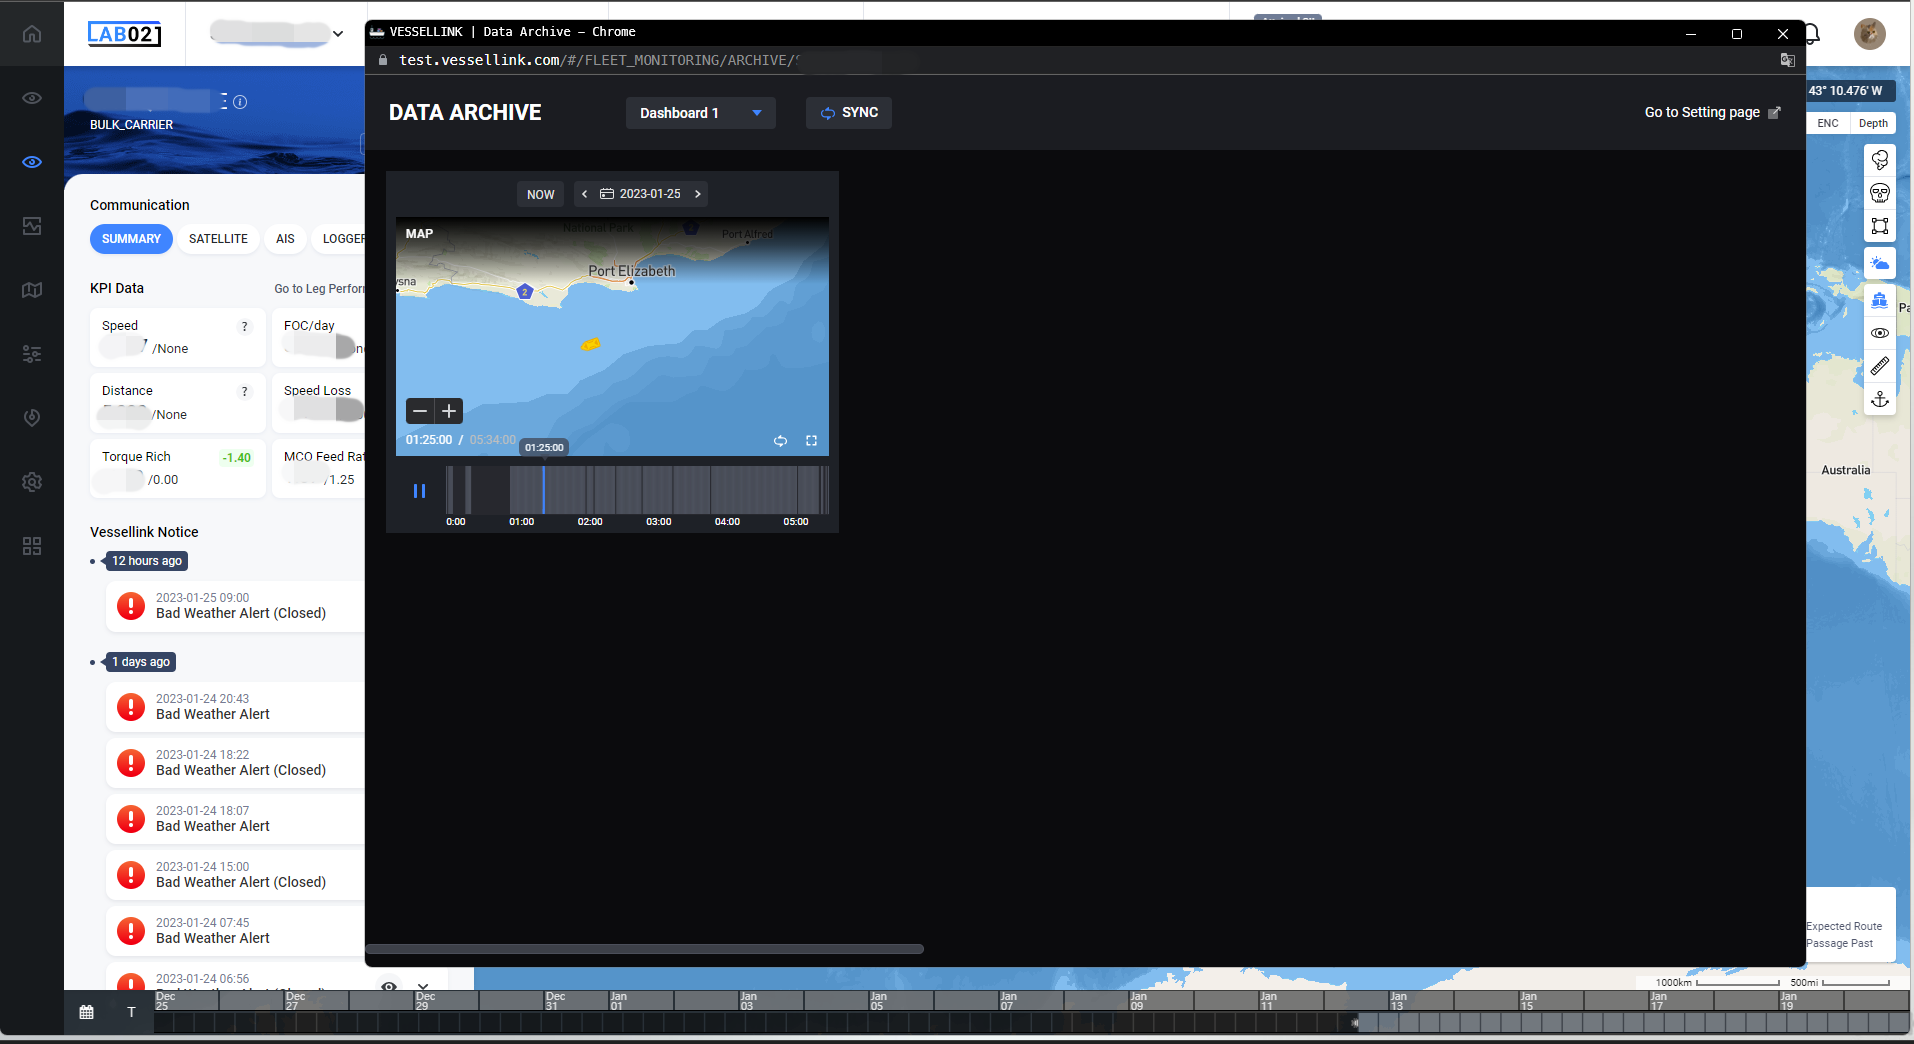 LAB021
BULK_CARRIER
Communication
SUMMARY
SATELLITE
AIS
LOGGER
KPI Data
Go to Leg Perfor
Speed
?
/None
FOC/day
Distance
?
/None
Speed Loss
Torque Rich
-1.40
/0.00
MCO Feed Rat
/1.25
Vessellink Notice
12 hours ago
2023-01-25 09:00
Bad Weather Alert (Closed)
1 days ago
2023-01-24 20:43
Bad Weather Alert
2023-01-24 18:22
Bad Weather Alert (Closed)
2023-01-24 18:07
Bad Weather Alert
2023-01-24 15:00
Bad Weather Alert (Closed)
2023-01-24 07:45
Bad Weather Alert
2023-01-24 06:56
VESSELLINK | Data Archive – Chrome
test.vessellink.com/#/FLEET_MONITORING/ARCHIVE/
DATA ARCHIVE
Dashboard 1
SYNC
Go to Setting page
NOW
2023-01-25
MAP
National Park
Port Alfred
Port Elizabeth
ysna
2
01:25:00 / 05:34:00
01:25:00
0:00
01:00
02:00
03:00
04:00
05:00
43° 10.476' W
ENC
Depth
Pa
Australia
Expected Route
Passage Past
1000km
500mi
T
Dec 25
Dec 27
Dec 29
Dec 31
Jan 01
Jan 03
Jan 05
Jan 07
Jan 09
Jan 11
Jan 13
Jan 15
Jan 17
Jan 19